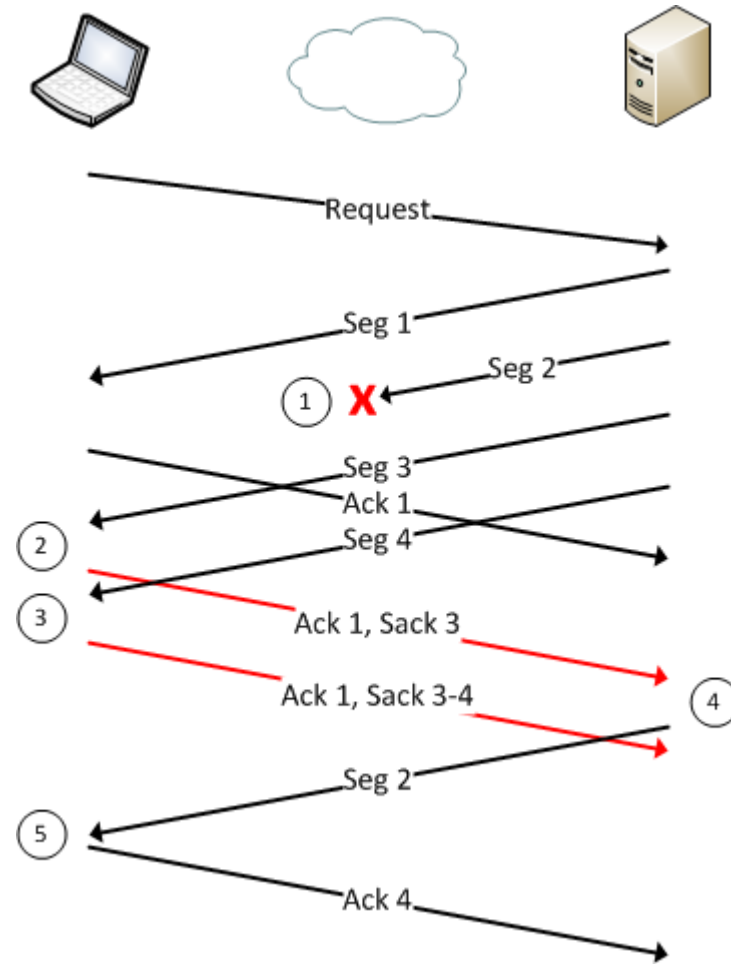 Request
Seg 1
Seg 2
1 X
Seg 3
Ack 1
Seg 4
2
3
Ack 1, Sack 3
Ack 1, Sack 3-4
4
Seg 2
5
Ack 4